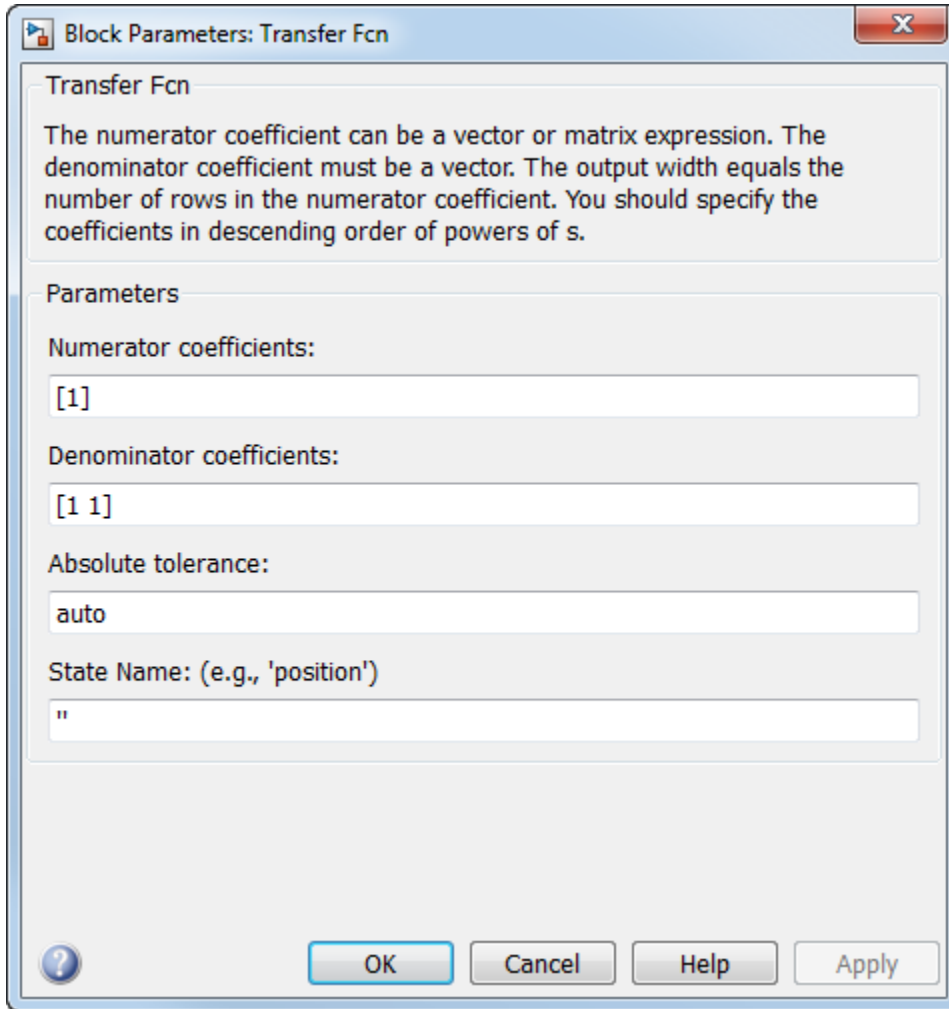 Block Parameters: Transfer Fcn
Transfer Fcn
The numerator coefficient can be a vector or matrix expression. The
denominator coefficient must be a vector. The output width equals the
number of rows in the numerator coefficient. You should specify the
coefficients in descending order of powers of s.
Parameters
Numerator coefficients:
[1]
Denominator coefficients:
[1 1]
Absolute tolerance:
auto
State Name: (e.g., 'position')
''
OK Cancel Help Apply